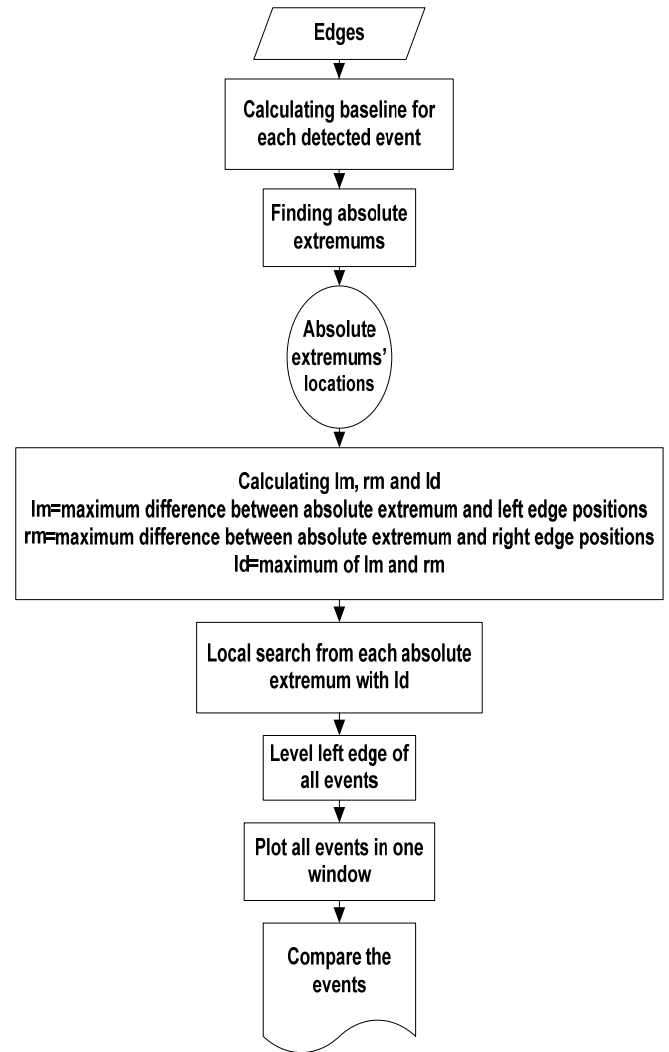 Edges
Calculating baseline for
each detected event
Finding absolute
extremums
Absolute
extremums'
locations
Calculating lm, rm and ld
lm=maximum difference between absolute extremum and left edge positions
rm=maximum difference between absolute extremum and right edge positions
ld=maximum of lm and rm
Local search from each absolute
extremum with ld
Level left edge of
all events
Plot all events in one
window
Compare the
events